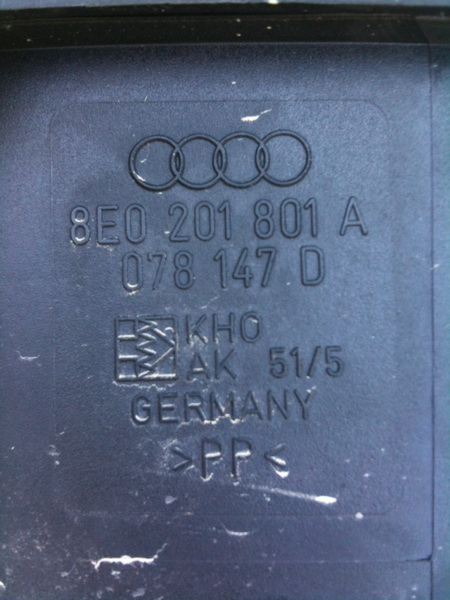 8E0 201 801 A
078 147 D
KHO
AK 51/5
GERMANY
>PP<